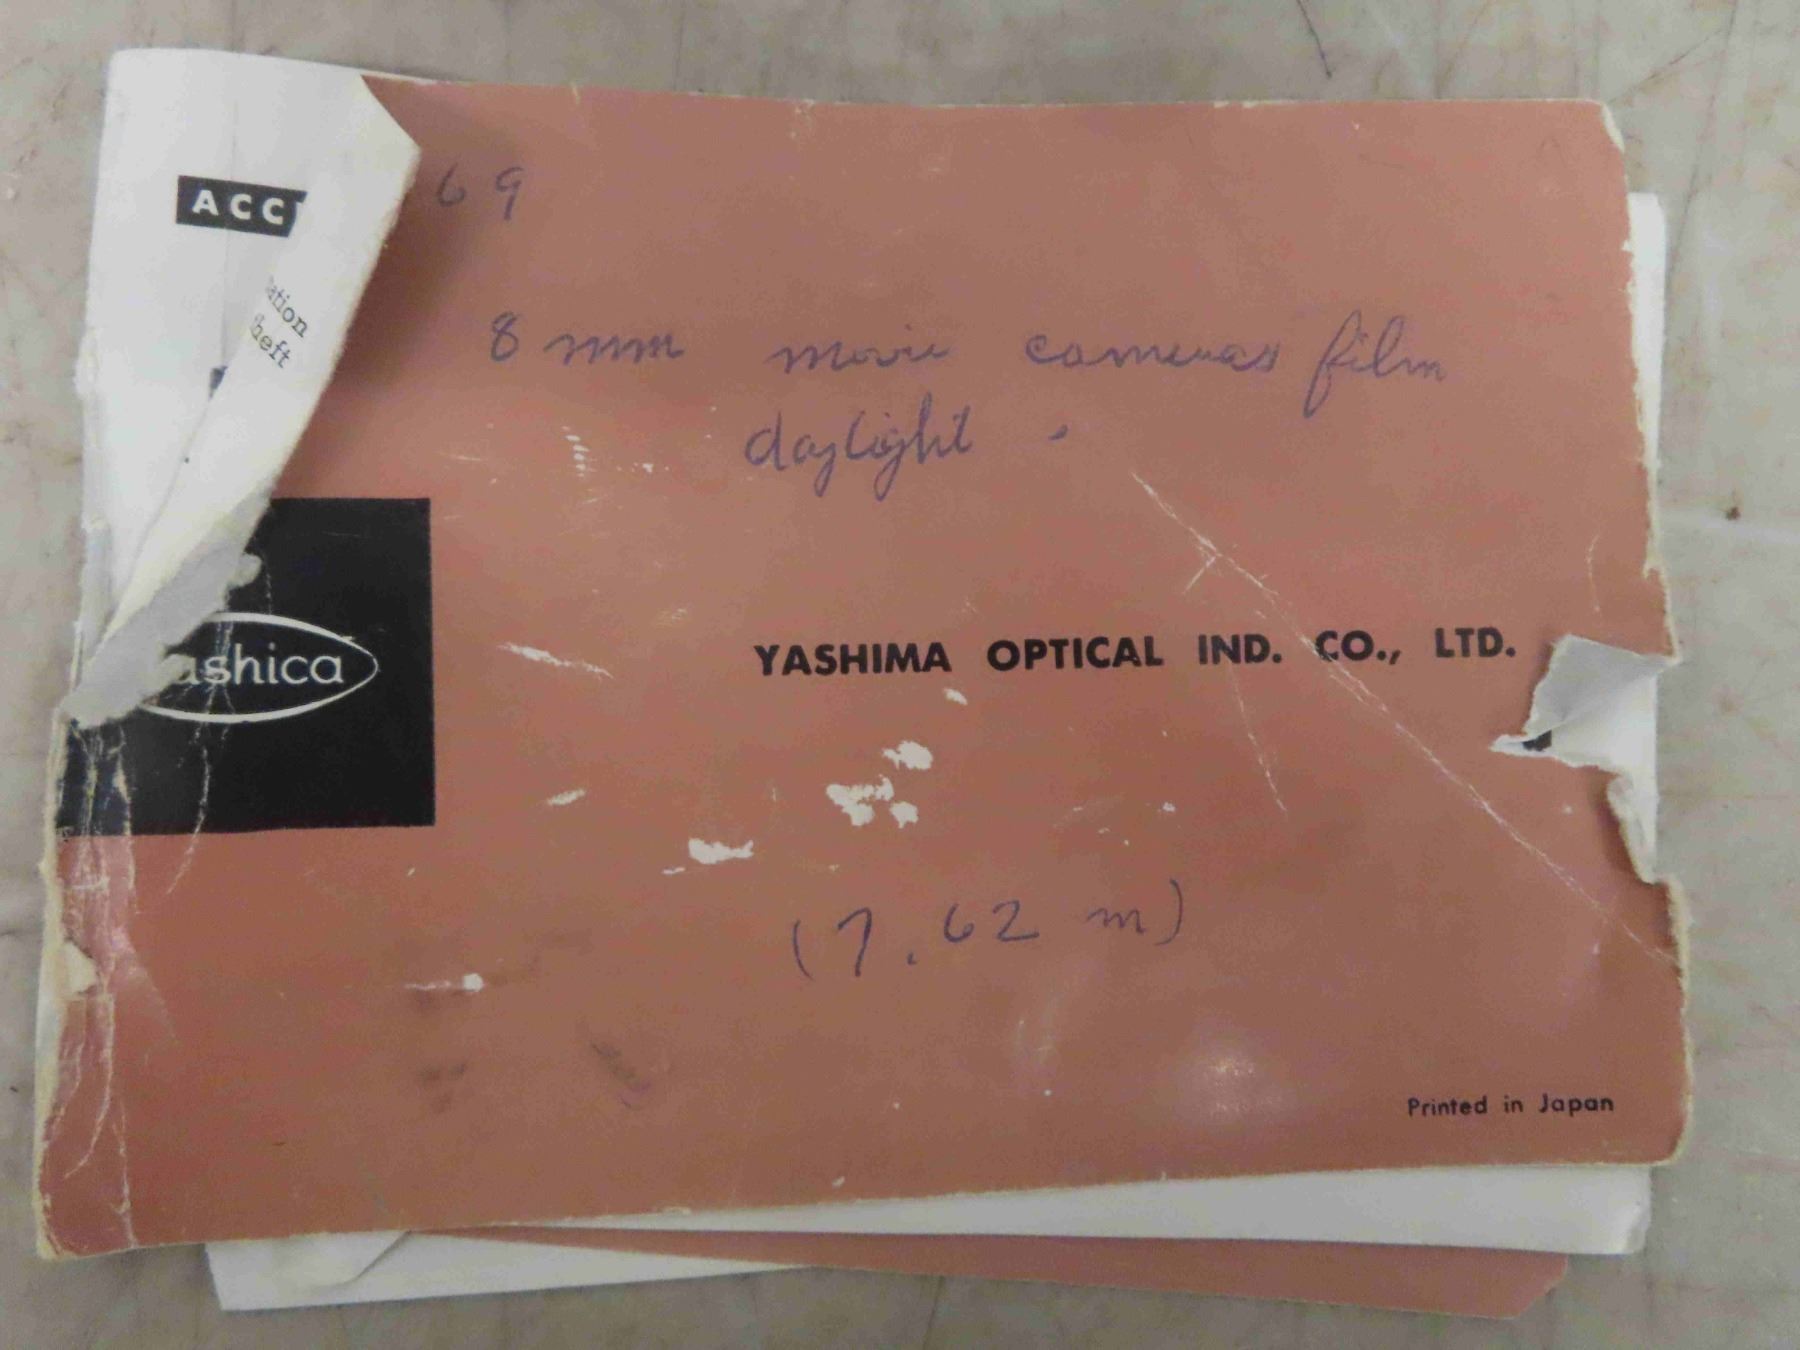 ACC
69
ation
heft
8 mm movie cameras film
daylight .
ashica
YASHIMA OPTICAL IND. CO., LTD.
(7.62 m)
Printed in Japan